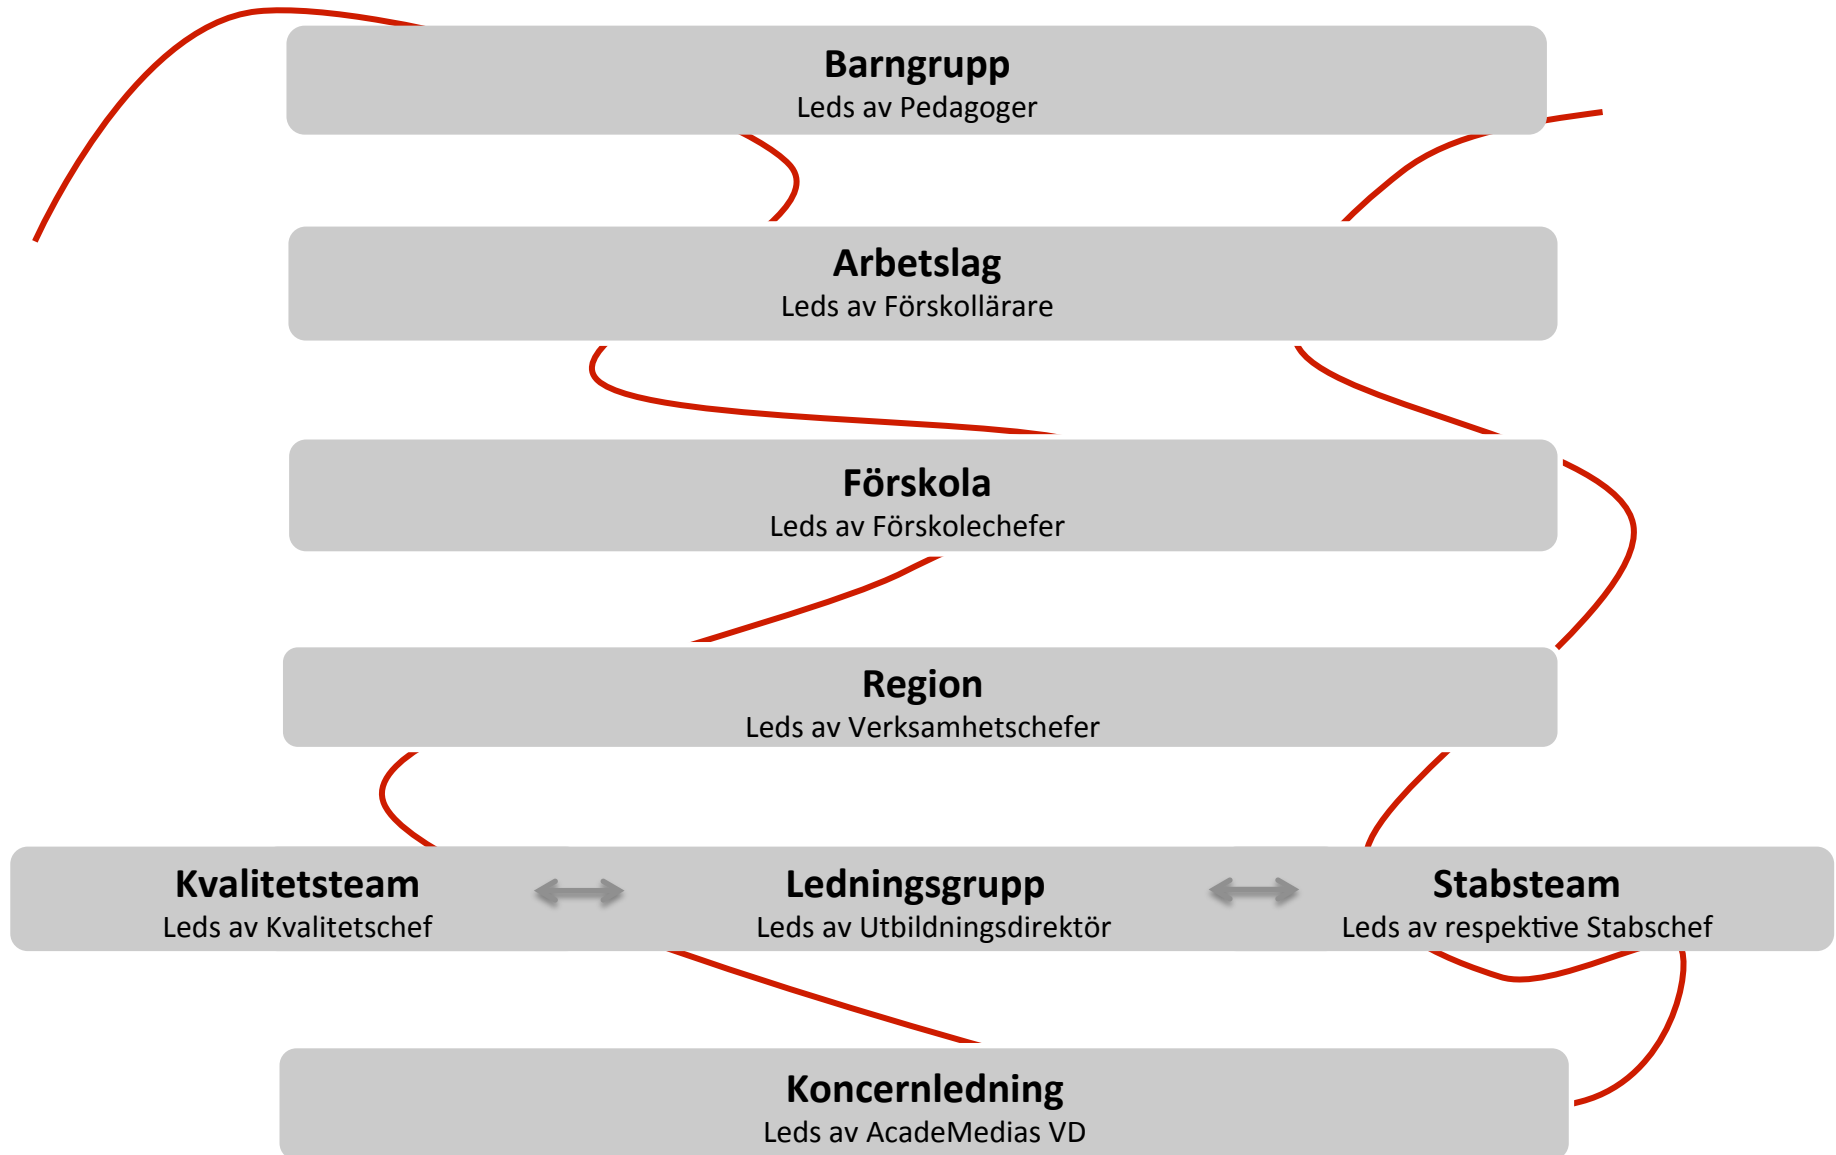 Barngrupp
Leds av Pedagoger
Arbetslag
Leds av Förskollärare
Förskola
Leds av Förskolechefer
Region
Leds av Verksamhetschefer
Kvalitetsteam
Leds av Kvalitetschef
Ledningsgrupp
Leds av Utbildningsdirektör
Stabsteam
Leds av respektive Stabschef
Koncernledning
Leds av AcadeMedias VD